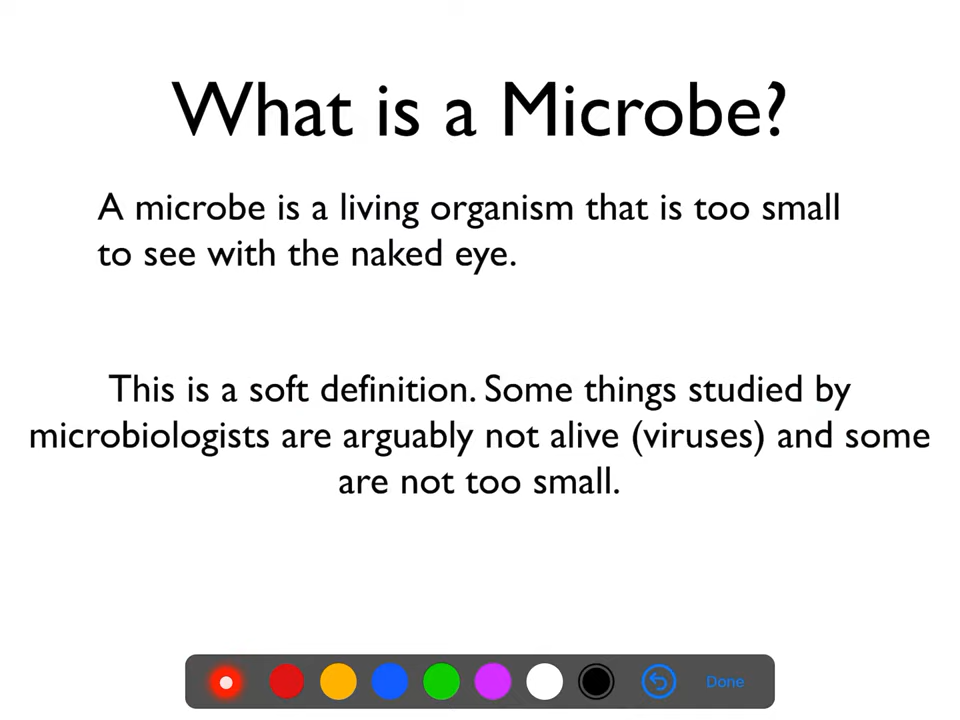 What is a Microbe?
A microbe is a living organism that is too small
to see with the naked eye.
This is a soft definition. Some things studied by
microbiologists are arguably not alive (viruses) and some
are not too small.
Done